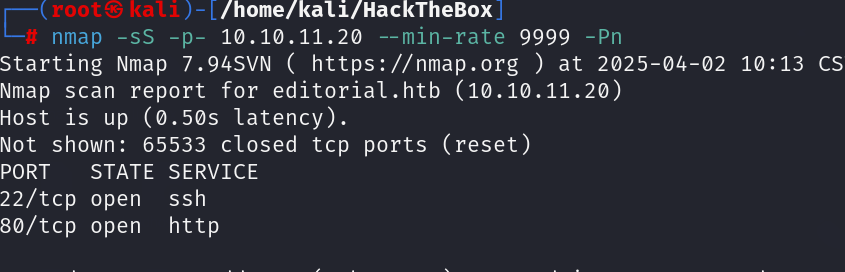 ┌──(root㉿kali)-[/home/kali/HackTheBox]
└─# nmap -sS -p- 10.10.11.20 --min-rate 9999 -Pn
Starting Nmap 7.94SVN ( https://nmap.org ) at 2025-04-02 10:13 CS
Nmap scan report for editorial.htb (10.10.11.20)
Host is up (0.50s latency).
Not shown: 65533 closed tcp ports (reset)
PORT   STATE SERVICE
22/tcp open  ssh
80/tcp open  http